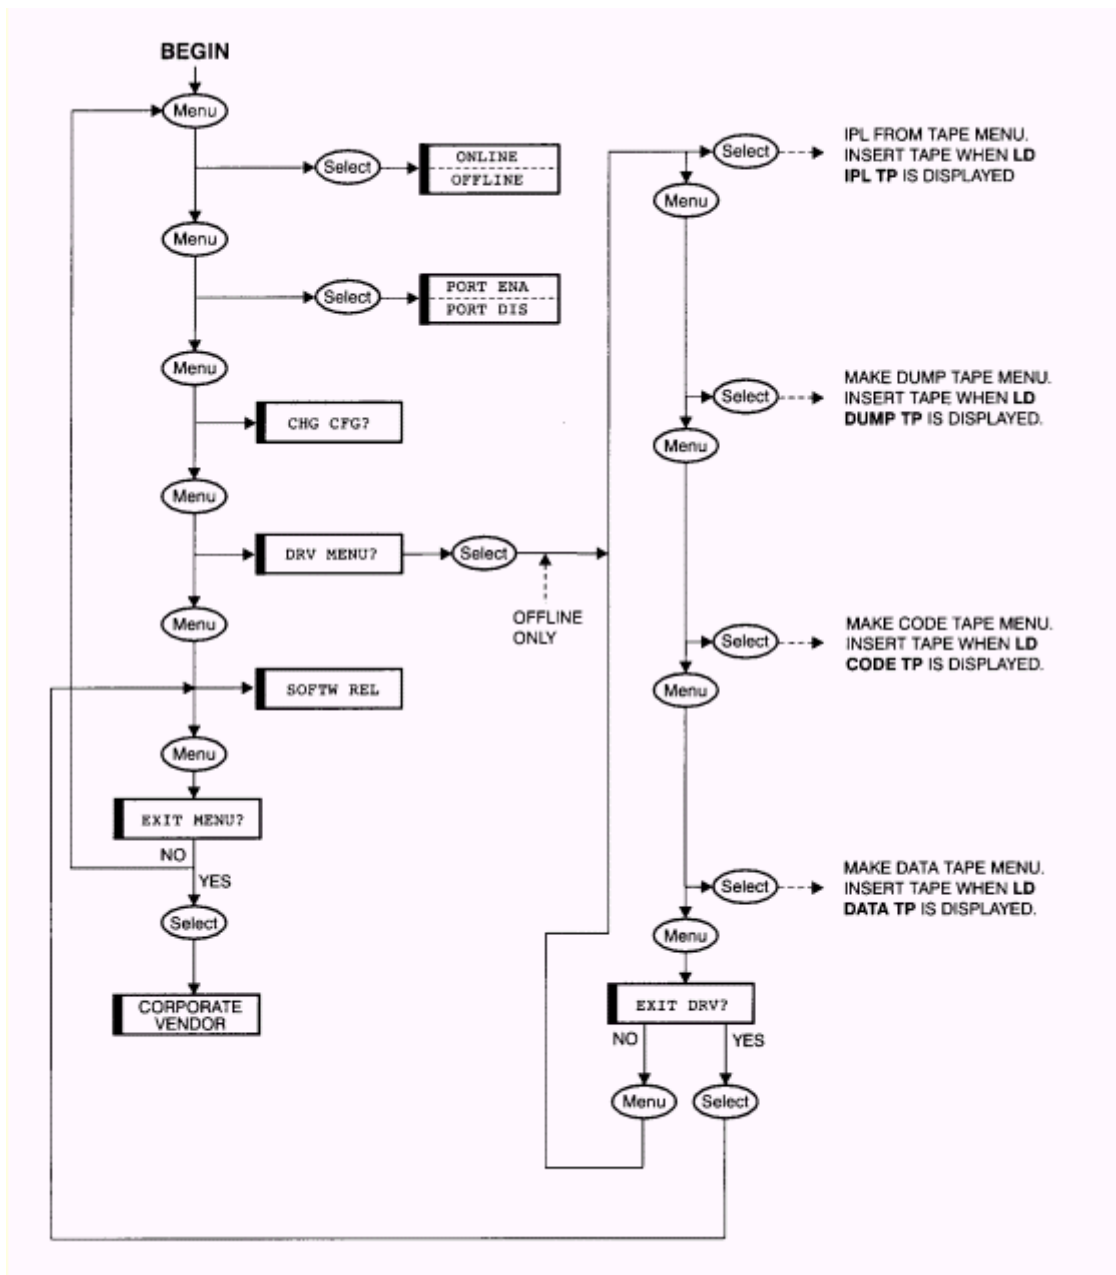 BEGIN
Menu
Select
ONLINE
OFFLINE
Menu
Select
PORT ENA
PORT DIS
Menu
CHG CFG?
Menu
DRV MENU?
Select
OFFLINE
ONLY
Menu
SOFTW REL
Menu
EXIT MENU?
NO
YES
Select
CORPORATE
VENDOR
Select
IPL FROM TAPE MENU.
INSERT TAPE WHEN LD
IPL TP IS DISPLAYED
Menu
Select
MAKE DUMP TAPE MENU.
INSERT TAPE WHEN LD
DUMP TP IS DISPLAYED.
Menu
Select
MAKE CODE TAPE MENU.
INSERT TAPE WHEN LD
CODE TP IS DISPLAYED.
Menu
Select
MAKE DATA TAPE MENU.
INSERT TAPE WHEN LD
DATA TP IS DISPLAYED.
Menu
EXIT DRV?
NO
YES
Menu
Select